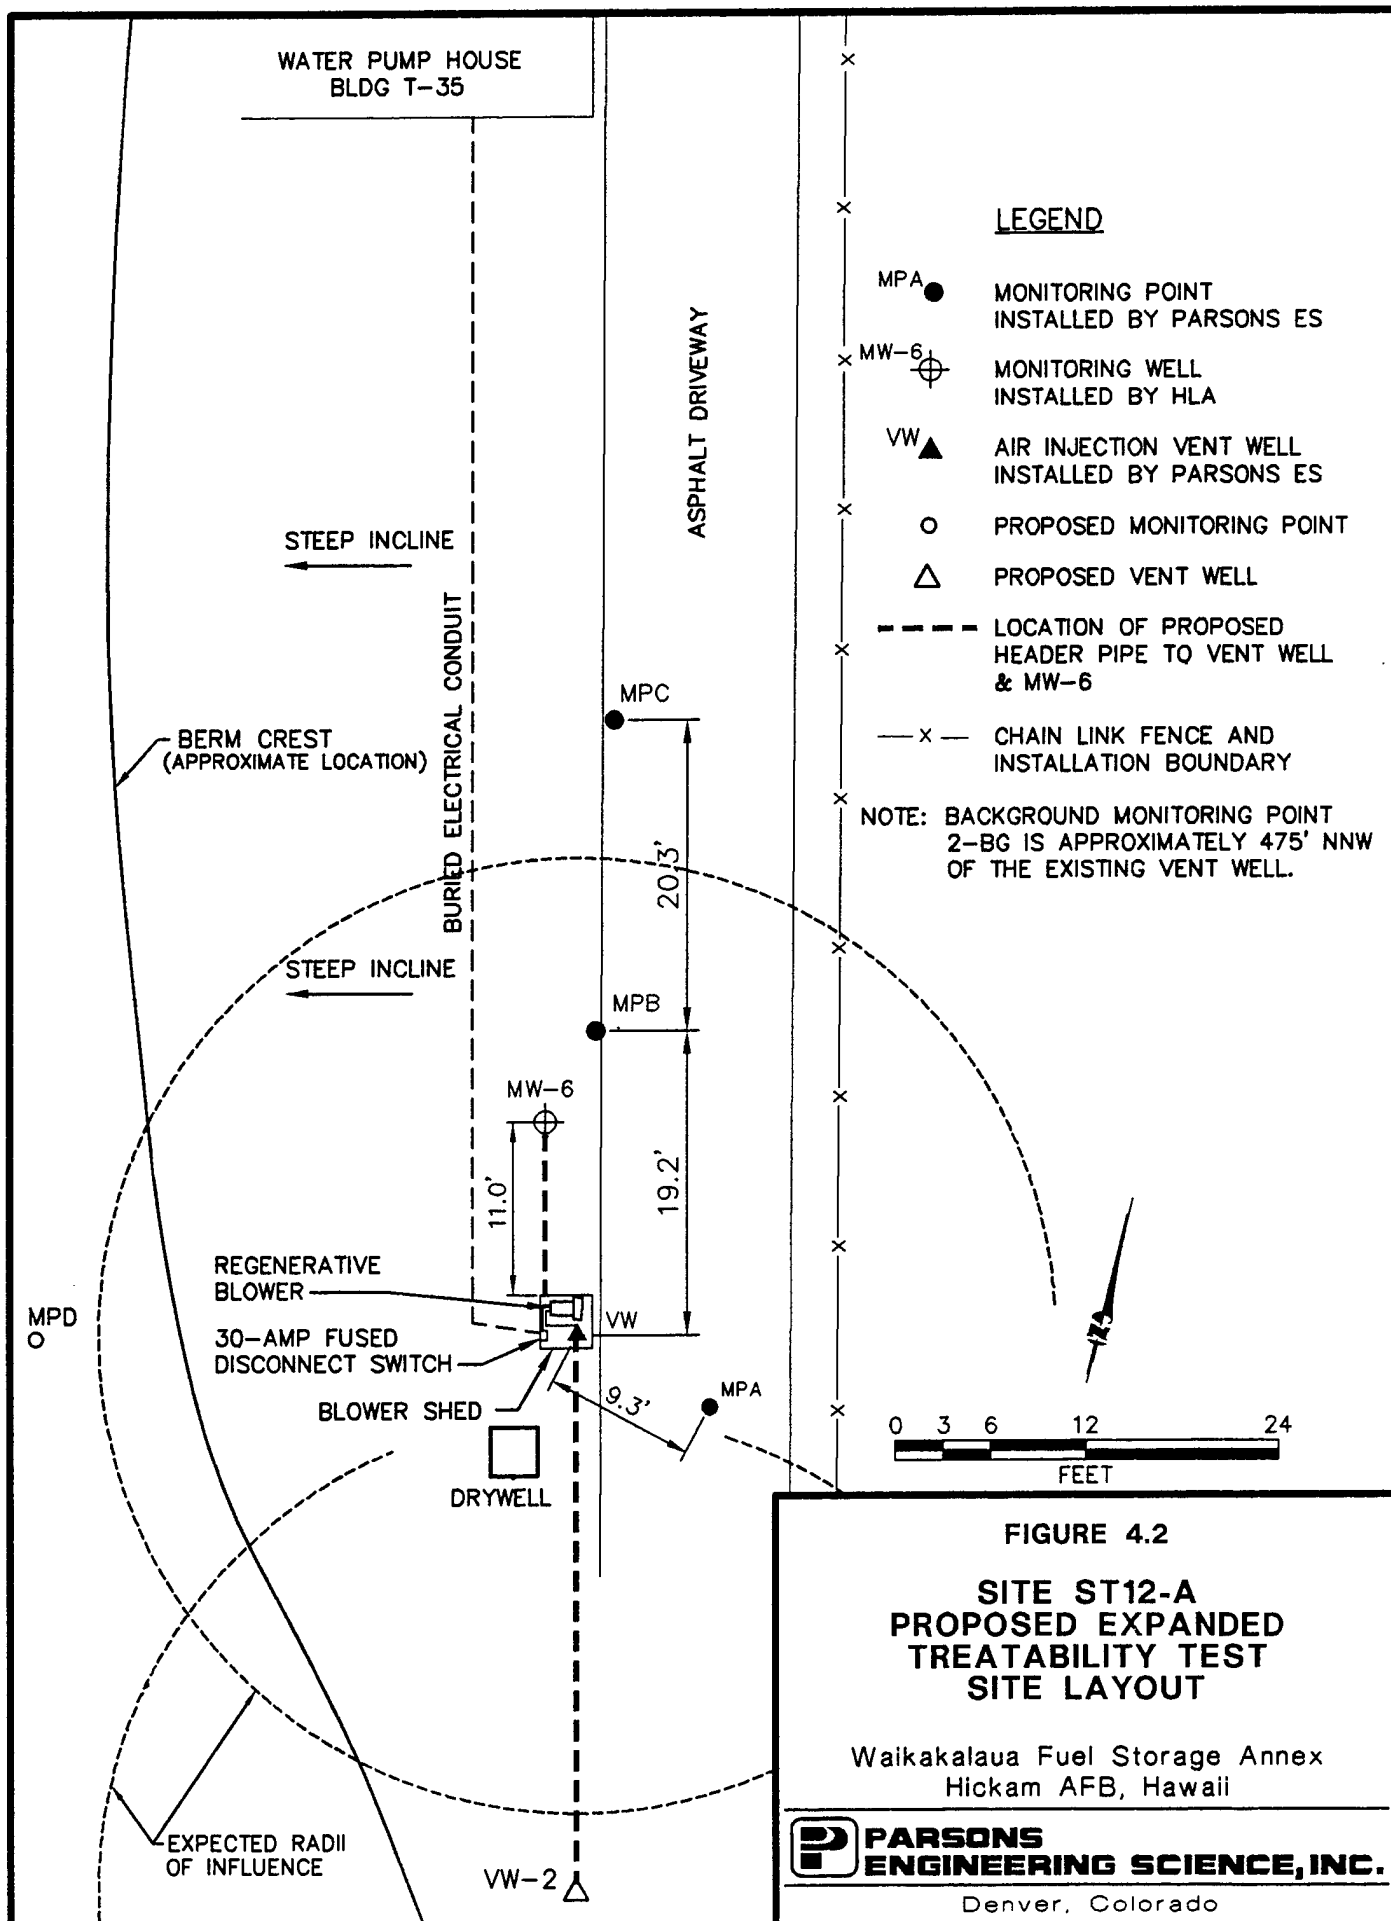 WATER PUMP HOUSE
BLDG T-35
LEGEND
MPA
MONITORING POINT
INSTALLED BY PARSONS ES
MW-6
MONITORING WELL
INSTALLED BY HLA
VW
AIR INJECTION VENT WELL
INSTALLED BY PARSONS ES
PROPOSED MONITORING POINT
PROPOSED VENT WELL
LOCATION OF PROPOSED
HEADER PIPE TO VENT WELL
& MW-6
X
CHAIN LINK FENCE AND
INSTALLATION BOUNDARY
NOTE: BACKGROUND MONITORING POINT
2-BG IS APPROXIMATELY 475' NNW
OF THE EXISTING VENT WELL.
ASPHALT DRIVEWAY
STEEP INCLINE
BURIED ELECTRICAL CONDUIT
MPC
BERM CREST
(APPROXIMATE LOCATION)
20.3'
STEEP INCLINE
MPB
MW-6
19.2'
11.0'
REGENERATIVE
BLOWER
MPD
VW
30-AMP FUSED
DISCONNECT SWITCH
MPA
9.3'
BLOWER SHED
DRYWELL
N
0 3 6 12 24
FEET
EXPECTED RADII
OF INFLUENCE
VW-2
FIGURE 4.2
SITE ST12-A
PROPOSED EXPANDED
TREATABILITY TEST
SITE LAYOUT
Waikakalaua Fuel Storage Annex
Hickam AFB, Hawaii
PARSONS
ENGINEERING SCIENCE, INC.
Denver, Colorado